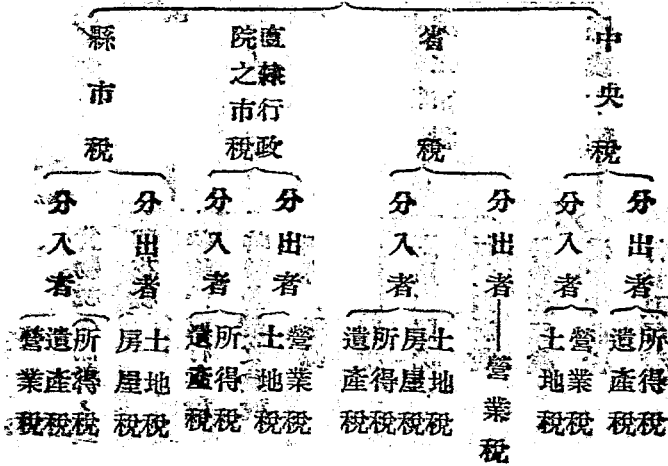 中央稅
分出者
所得稅
遺產稅
分入者
營業稅
土地稅
省稅
分出者
營業稅
分入者
土地稅
房屋稅
所得稅
遺產稅
直隸行政
院之市稅
分出者
營業稅
土地稅
分入者
所得稅
遺產稅
縣市稅
分出者
土地稅
房屋稅
分入者
所得稅
遺產稅
營業稅